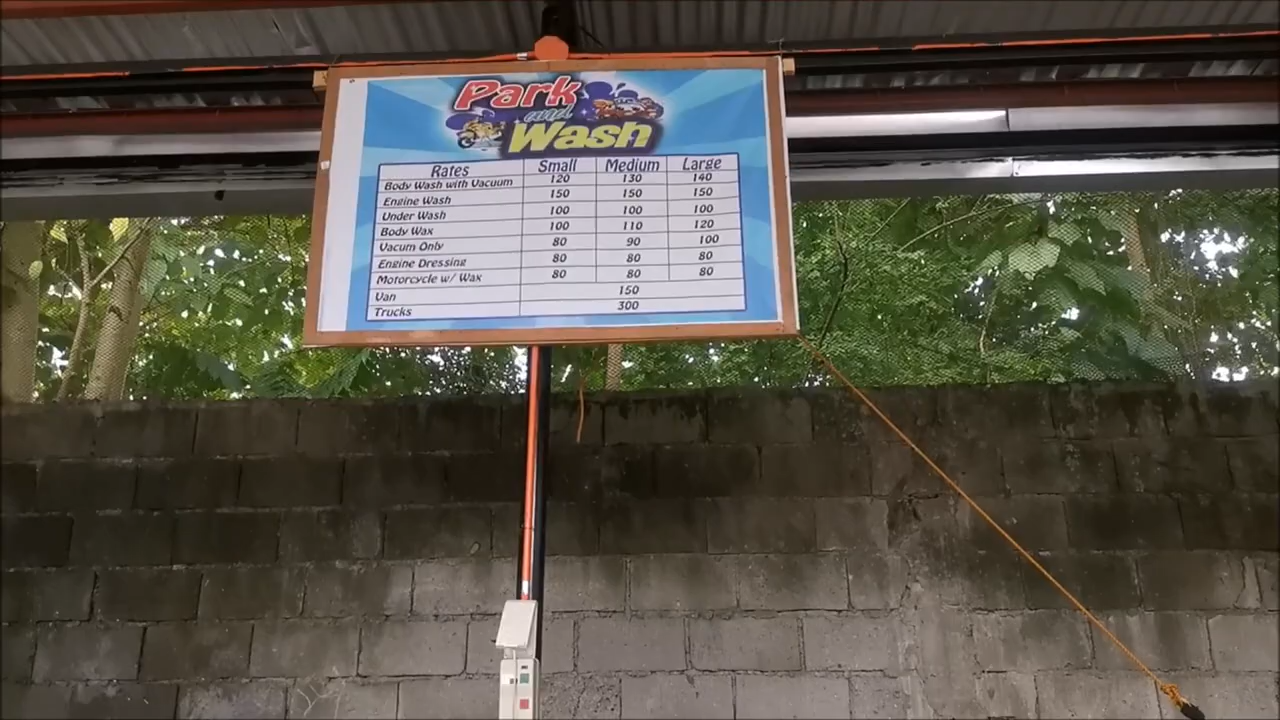 Park
and
Wash
Rates Small Medium Large
Body Wash with Vacuum 120 130 140
Engine Wash 150 150 150
Under Wash 100 100 100
Body Wax 100 110 120
Vacum Only 80 90 100
Engine Dressing 80 80 80
Motorcycle w/ Wax 80 80 80
Van 150
Trucks 300